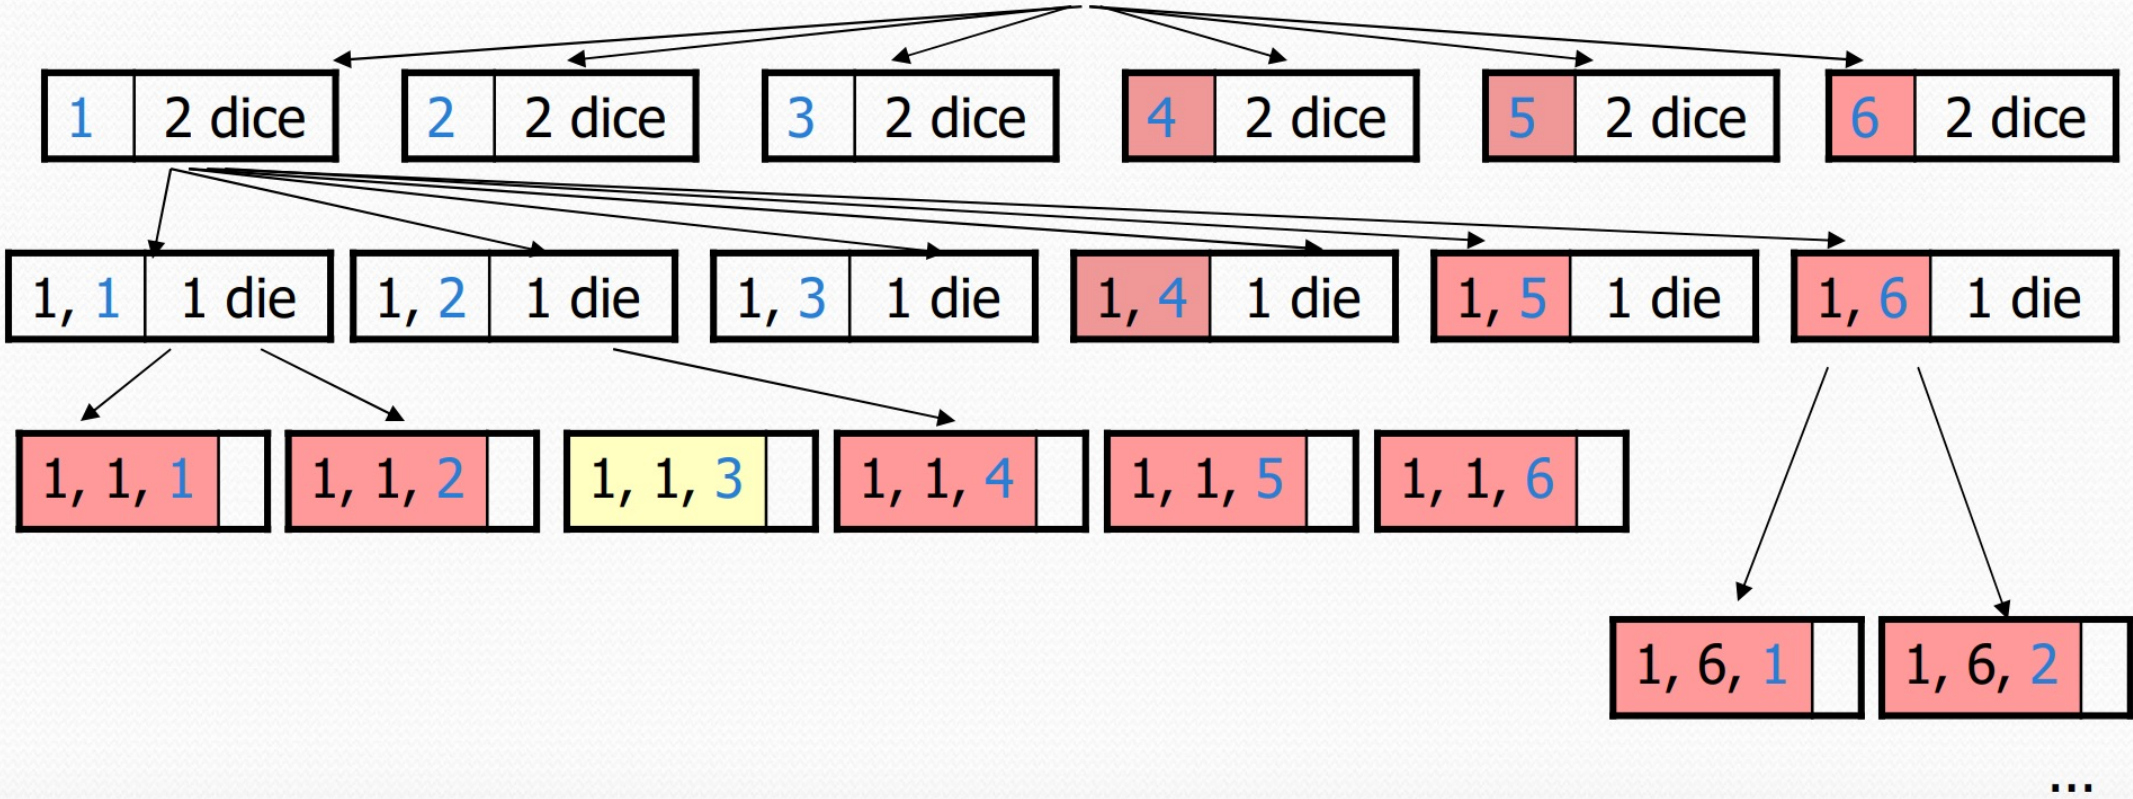 1 2 dice 2 2 dice 3 2 dice 4 2 dice 5 2 dice 6 2 dice
1, 1 1 die 1, 2 1 die 1, 3 1 die 1, 4 1 die 1, 5 1 die 1, 6 1 die
1, 1, 1 1, 1, 2 1, 1, 3 1, 1, 4 1, 1, 5 1, 1, 6
1, 6, 1 1, 6, 2
...